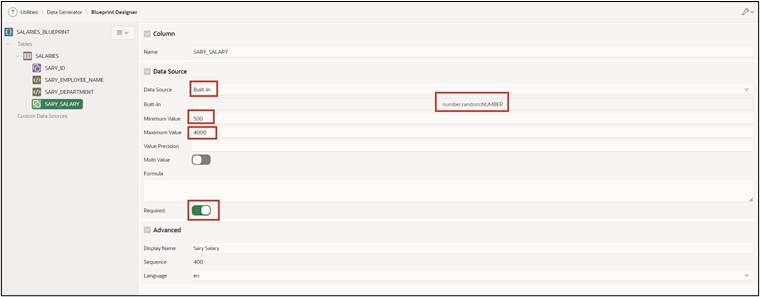 Utilities \ Data Generator \ Blueprint Designer
SALARIES_BLUEPRINT
Tables
SALARIES
SARY_ID
SARY_EMPLOYEE_NAME
SARY_DEPARTMENT
SARY_SALARY
Custom Data Sources
Column
Name SARY_SALARY
Data Source
Data Source Built-In
Built-In number.random:NUMBER
Minimum Value 500
Maximum Value 4000
Value Precision
Multi Value
Formula
Required
Advanced
Display Name Sary Salary
Sequence 400
Language en